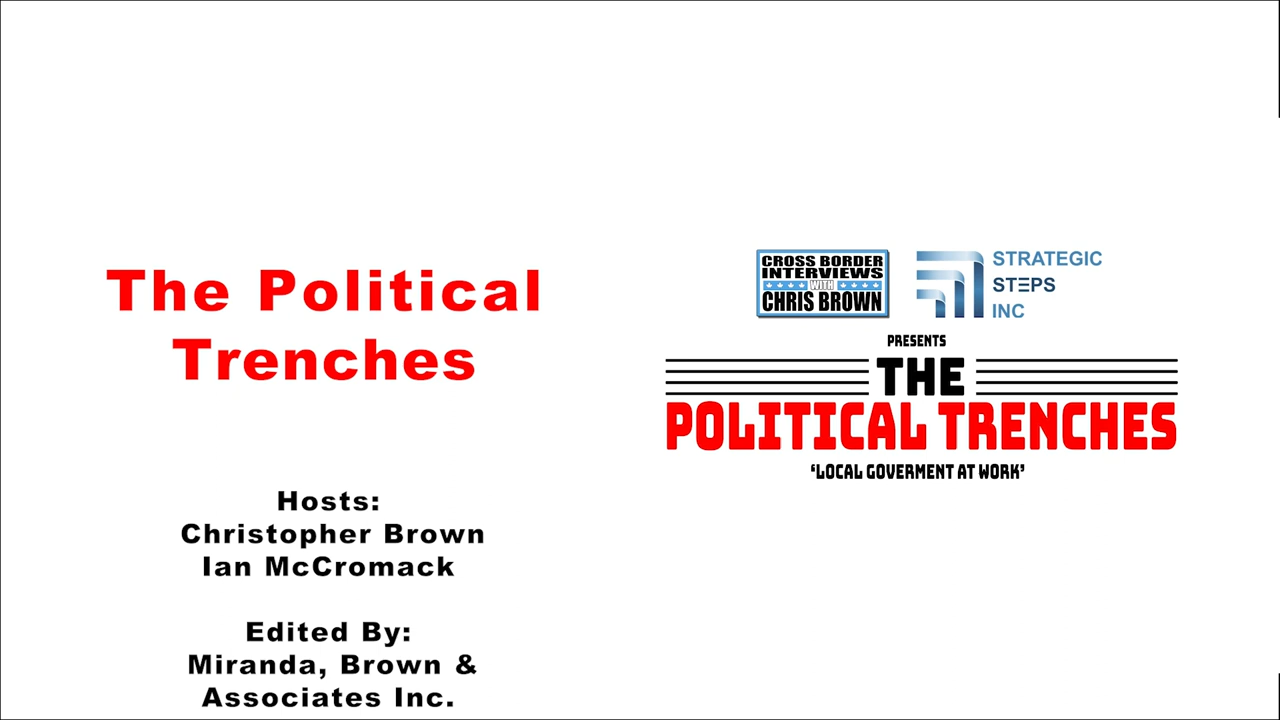 The Political
Trenches
Hosts:
Christopher Brown
Ian McCromack
Edited By:
Miranda, Brown &
Associates Inc.
CROSS BORDER
INTERVIEWS
WITH
CHRIS BROWN
STRATEGIC
STEPS
INC
PRESENTS
THE
POLITICAL TRENCHES
‘LOCAL GOVERMENT AT WORK’